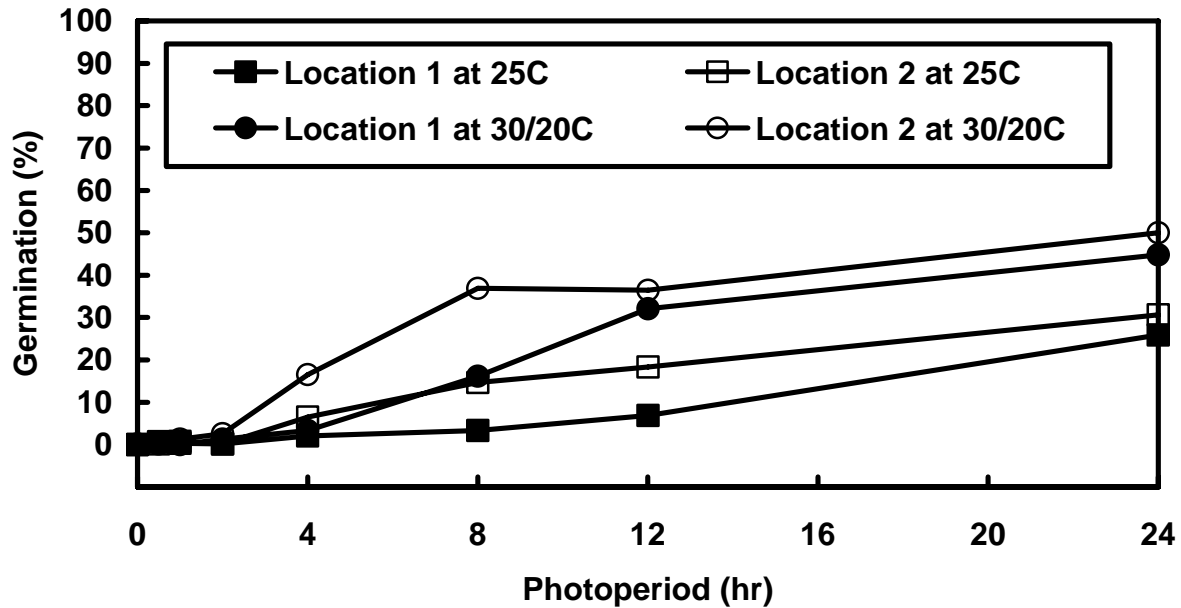 100
90
80
70
60
50
40
30
20
10
0
Germination (%)
Location 1 at 25C
Location 2 at 25C
Location 1 at 30/20C
Location 2 at 30/20C
0 4 8 12 16 20 24
Photoperiod (hr)